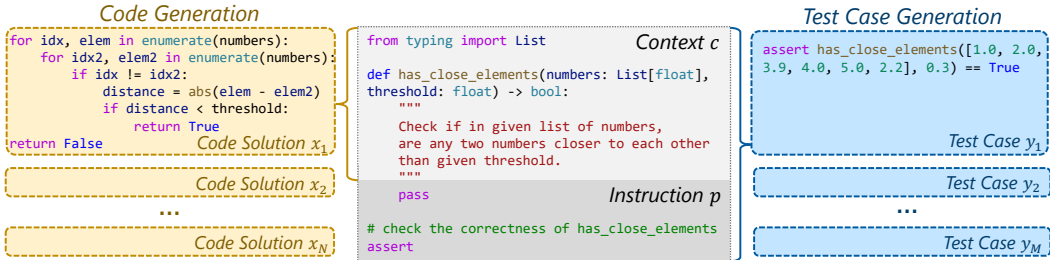 Code Generation
for idx, elem in enumerate(numbers):
    for idx2, elem2 in enumerate(numbers):
        if idx != idx2:
            distance = abs(elem - elem2)
            if distance < threshold:
                return True
return False
Code Solution x1
Code Solution x2
...
Code Solution xN
from typing import List
Context c
def has_close_elements(numbers: List[float],
threshold: float) -> bool:
    """
    Check if in given list of numbers,
    are any two numbers closer to each other
    than given threshold.
    """
    pass
Instruction p
# check the correctness of has_close_elements
assert
Test Case Generation
assert has_close_elements([1.0, 2.0,
3.9, 4.0, 5.0, 2.2], 0.3) == True
Test Case y1
Test Case y2
...
Test Case yM